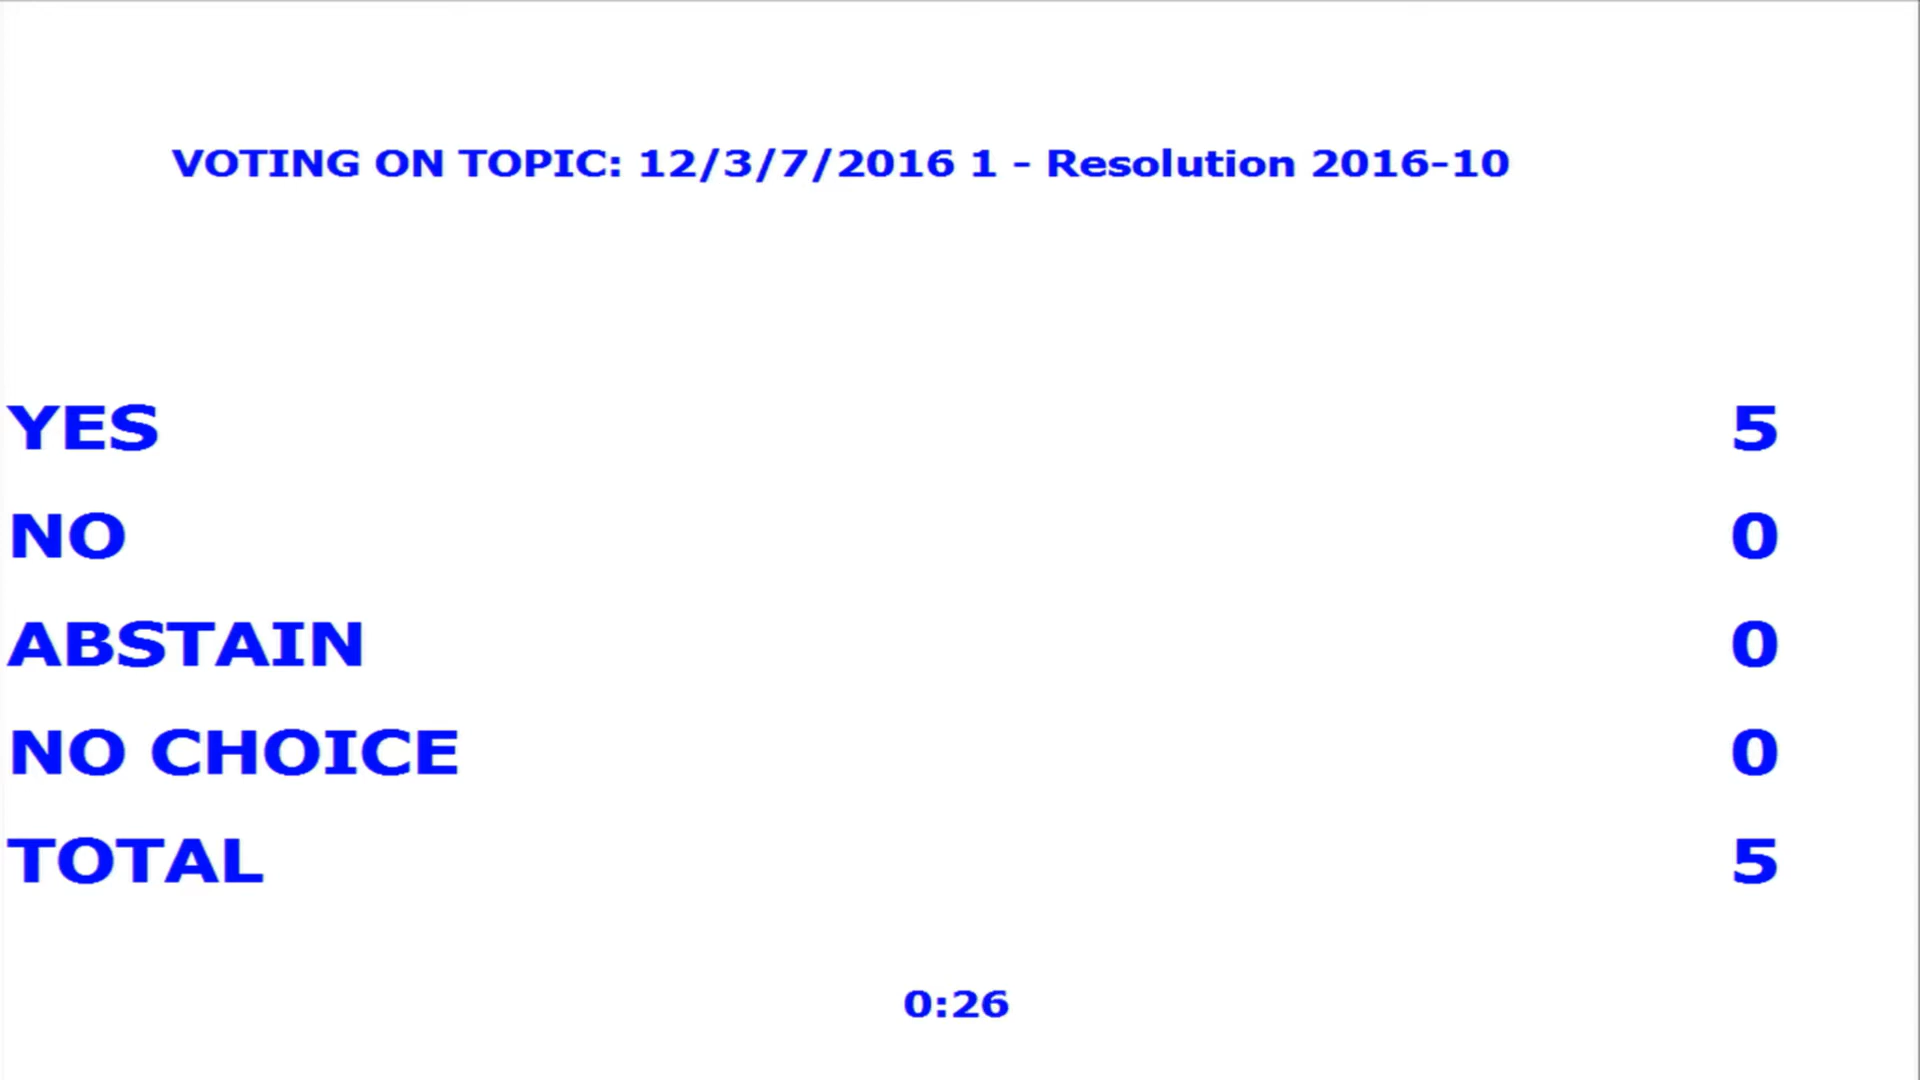 VOTING ON TOPIC: 12/3/7/2016 1 - Resolution 2016-10
YES 5
NO 0
ABSTAIN 0
NO CHOICE 0
TOTAL 5
0:26